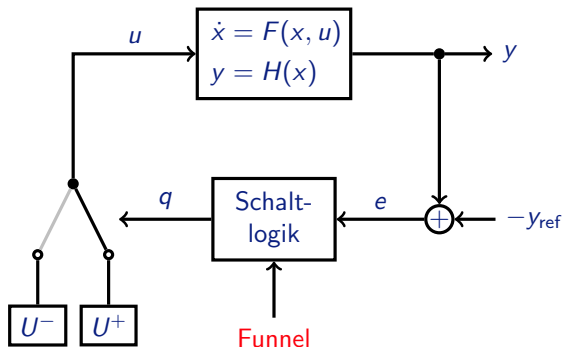 u
ẋ = F(x, u)
y = H(x)
y
q
Schalt-
logik
e
+
−y_ref
U⁻
U⁺
Funnel